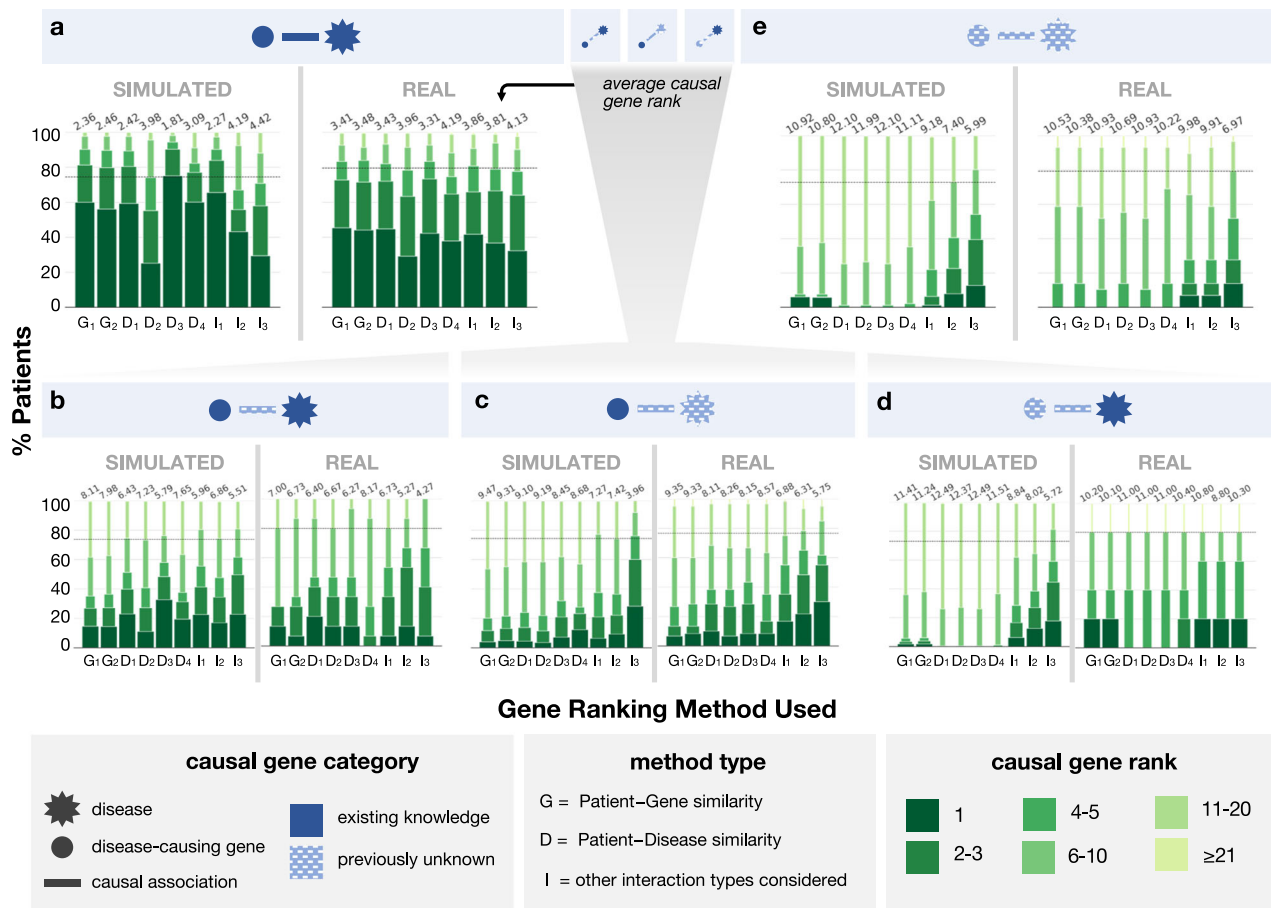 a
e
average causal
gene rank
SIMULATED
REAL
SIMULATED
REAL
2.36 2.46 2.42 3.98 1.81 3.09 2.27 4.19 4.42
3.41 3.48 3.43 3.96 3.31 4.19 3.86 3.81 4.13
10.92 10.80 12.10 11.99 12.10 11.11 9.18 7.40 5.99
10.53 10.38 10.93 10.69 10.93 10.22 9.98 9.91 6.97
100
80
60
40
20
0
G1 G2 D1 D2 D3 D4 I1 I2 I3
G1 G2 D1 D2 D3 D4 I1 I2 I3
G1 G2 D1 D2 D3 D4 I1 I2 I3
G1 G2 D1 D2 D3 D4 I1 I2 I3
% Patients
b
c
d
SIMULATED
REAL
SIMULATED
REAL
SIMULATED
REAL
8.11 7.98 6.43 7.23 5.79 7.65 5.96 6.86 5.51
7.00 6.73 6.40 6.67 6.27 8.17 6.73 5.27 4.27
9.47 9.31 9.10 9.19 8.45 8.68 7.27 7.42 3.96
9.35 9.33 8.11 8.26 8.15 8.57 6.88 6.31 5.75
11.41 11.24 12.49 12.37 12.49 11.51 8.84 8.02 5.72
10.20 10.10 11.00 11.00 11.00 10.40 10.80 8.80 10.30
100
80
60
40
20
0
G1 G2 D1 D2 D3 D4 I1 I2 I3
G1 G2 D1 D2 D3 D4 I1 I2 I3
G1 G2 D1 D2 D3 D4 I1 I2 I3
G1 G2 D1 D2 D3 D4 I1 I2 I3
G1 G2 D1 D2 D3 D4 I1 I2 I3
G1 G2 D1 D2 D3 D4 I1 I2 I3
Gene Ranking Method Used
causal gene category
disease
disease-causing gene
causal association
existing knowledge
previously unknown
method type
G = Patient–Gene similarity
D = Patient–Disease similarity
I = other interaction types considered
causal gene rank
1
2-3
4-5
6-10
11-20
≥21